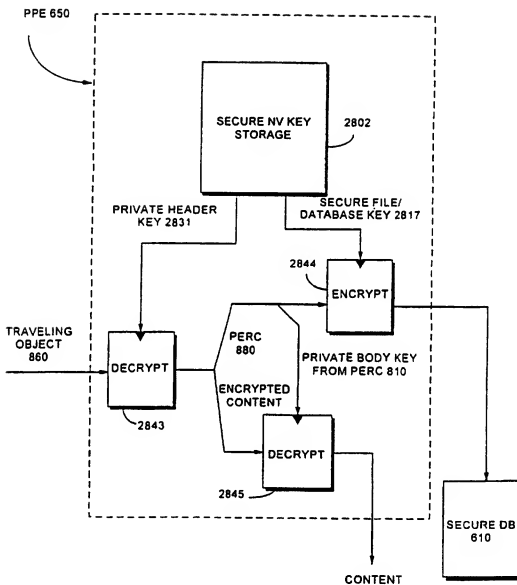 PPE 650
SECURE NV KEY
STORAGE
2802
PRIVATE HEADER
KEY 2831
SECURE FILE/
DATABASE KEY 2817
2844
ENCRYPT
TRAVELING
OBJECT
860
DECRYPT
2843
PERC
880
ENCRYPTED
CONTENT
PRIVATE BODY KEY
FROM PERC 810
DECRYPT
2845
SECURE DB
610
CONTENT